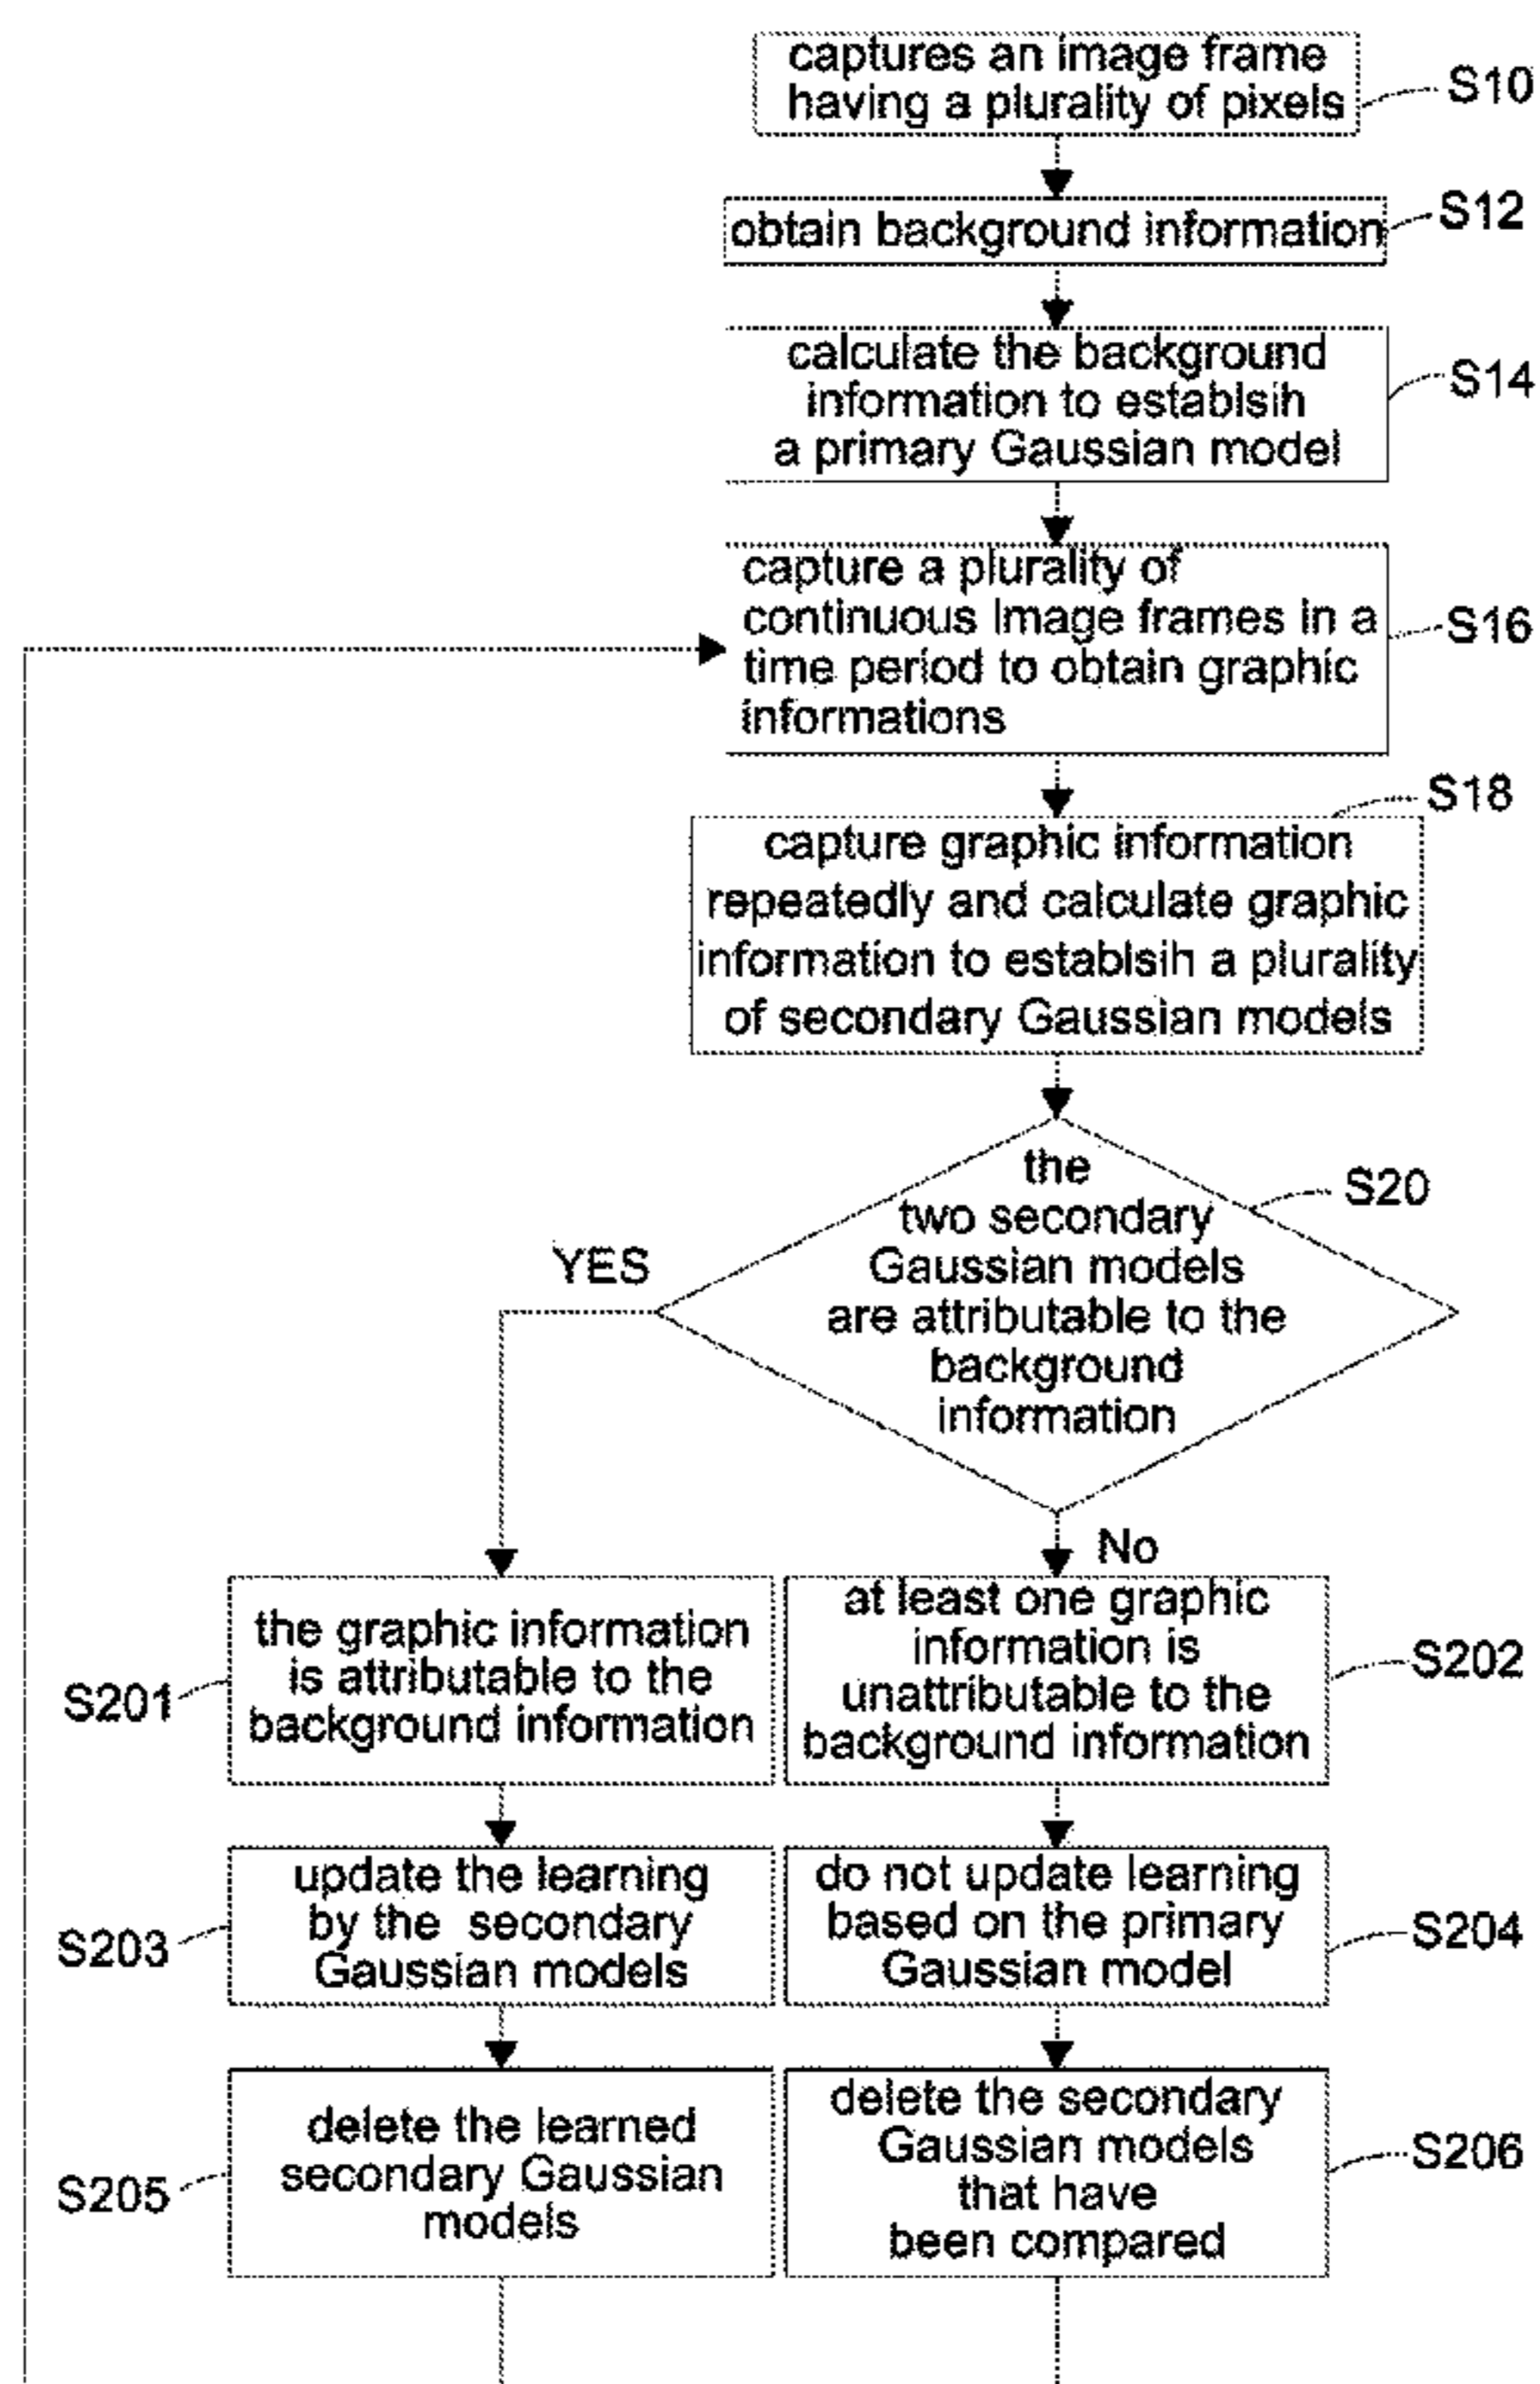 captures an image frame
having a plurality of pixels
S10
obtain background information
S12
calculate the background
information to establsih
a primary Gaussian model
S14
capture a plurality of
continuous image frames in a
time period to obtain graphic
informations
S16
S18
capture graphic information
repeatedly and calculate graphic
information to establsih a plurality
of secondary Gaussian models
the
two secondary
Gaussian models
are attributable to the
background
information
S20
YES
No
the graphic information
is attributable to the
background information
S201
at least one graphic
information is
unattributable to the
background information
S202
update the learning
by the secondary
Gaussian models
S203
do not update learning
based on the primary
Gaussian model
S204
delete the learned
secondary Gaussian
models
S205
delete the secondary
Gaussian models
that have
been compared
S206